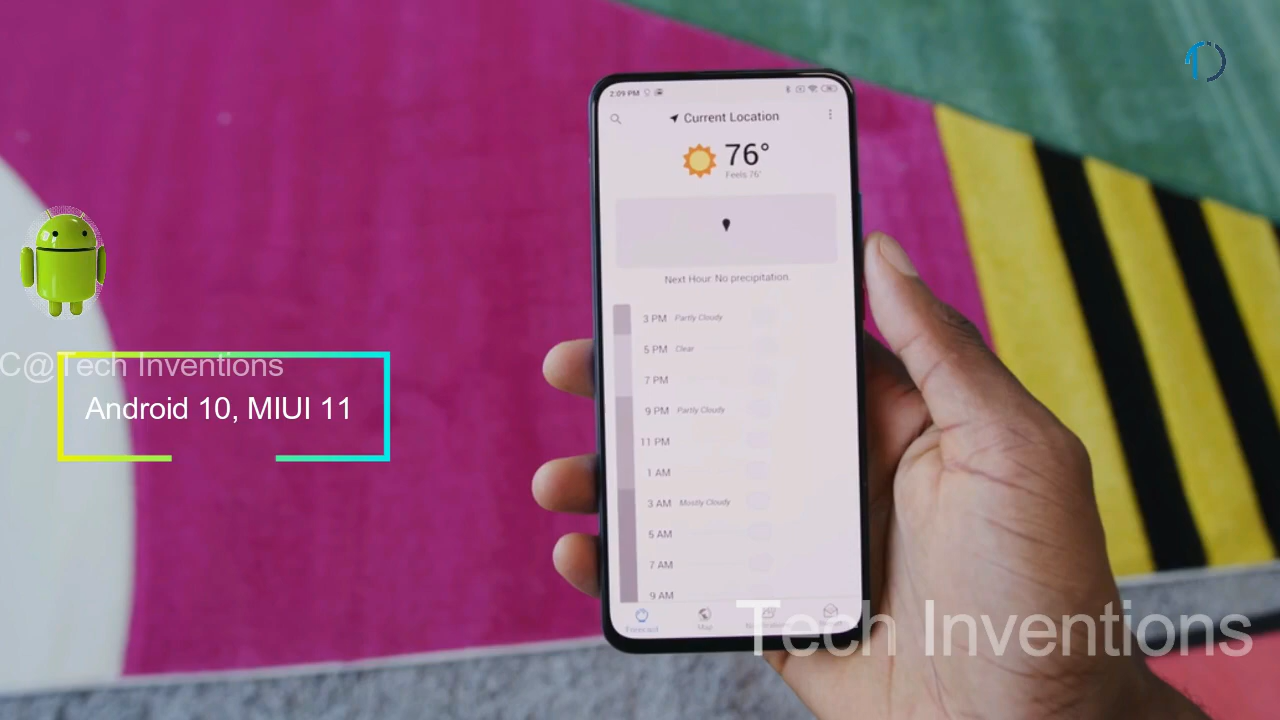 2:09 PM
Current Location
76°
Feels 76°
Next Hour: No precipitation.
3 PM Partly Cloudy
5 PM Clear
7 PM
9 PM Partly Cloudy
11 PM
1 AM
3 AM Mostly Cloudy
5 AM
7 AM
9 AM
Forecast
Map
C@Tech Inventions
Android 10, MIUI 11
Tech Inventions